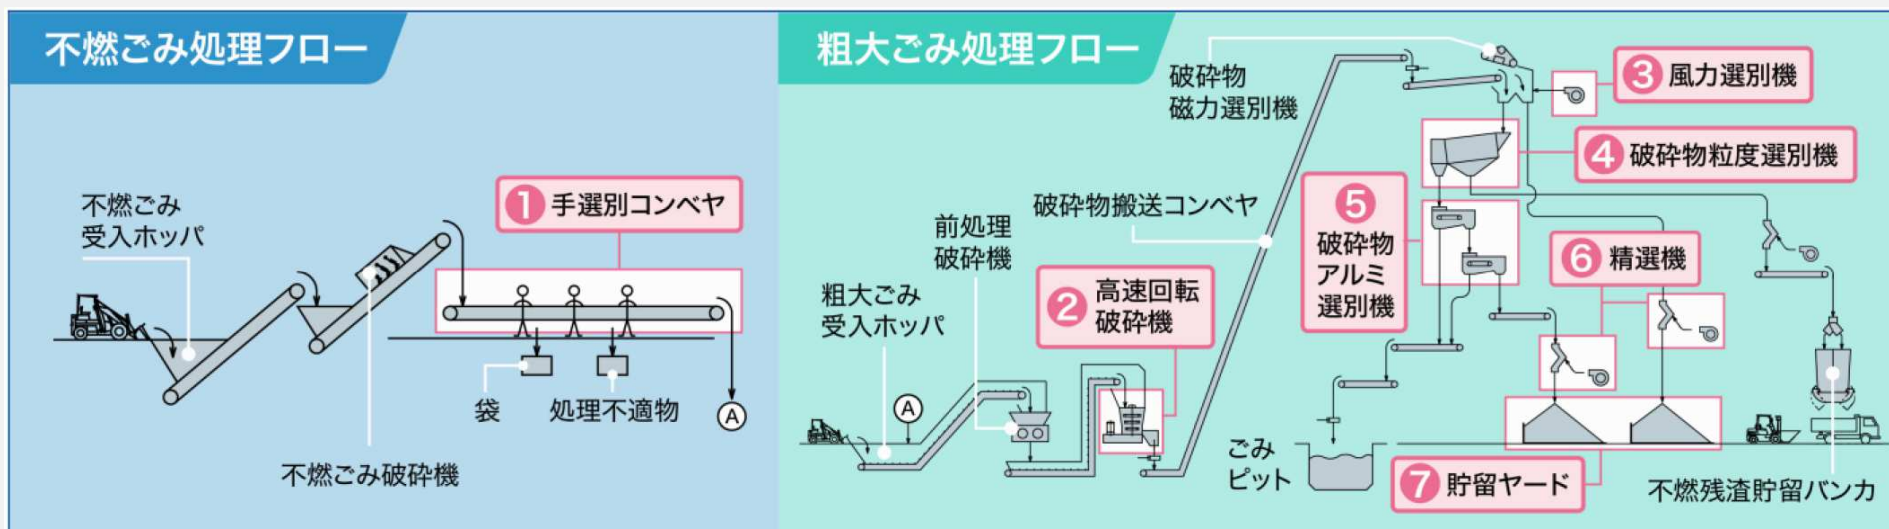 不燃ごみ処理フロー
不燃ごみ
受入ホッパ
1 手選別コンベヤ
袋
処理不適物
A
不燃ごみ破砕機
粗大ごみ処理フロー
破砕物
磁力選別機
3 風力選別機
4 破砕物粒度選別機
破砕物搬送コンベヤ
5
破砕物
アルミ
選別機
6 精選機
前処理
破砕機
2 高速回転
破砕機
粗大ごみ
受入ホッパ
A
ごみ
ピット
7 貯留ヤード
不燃残渣貯留バンカ